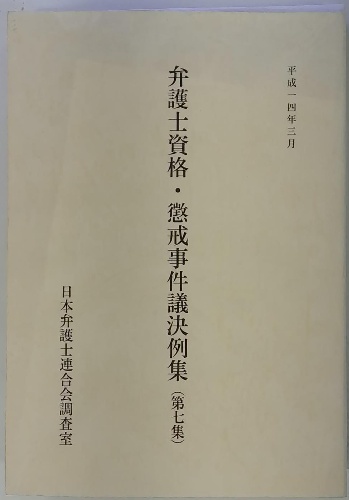 平成一四年三月
弁護士資格・懲戒事件議決例集（第七集）
日本弁護士連合会調査室